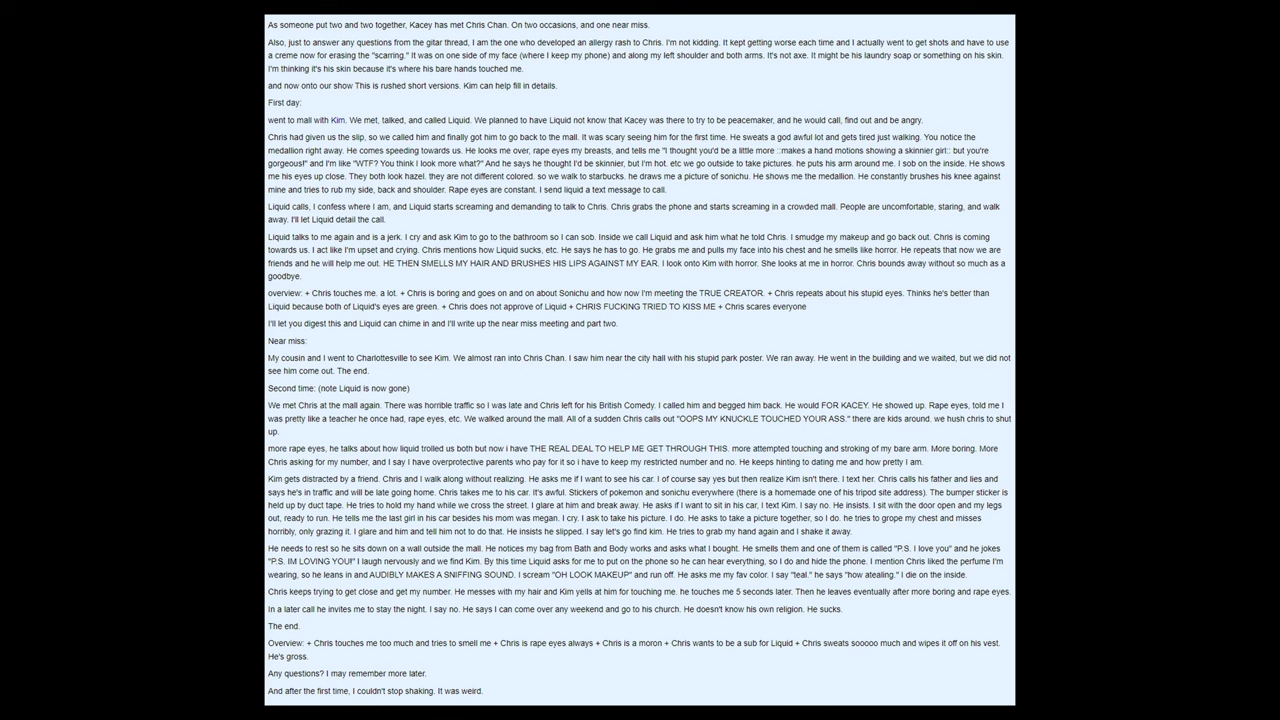 As someone put two and two together, Kacey has met Chris Chan. On two occasions, and one near miss.
Also, just to answer any questions from the gitar thread, I am the one who developed an allergy rash to Chris. I'm not kidding. It kept getting worse each time and I actually went to get shots and have to use
a creme now for erasing the "scarring." It was on one side of my face (where I keep my phone) and along my left shoulder and both arms. It's not axe. It might be his laundry soap or something on his skin.
I'm thinking it's his skin because it's where his bare hands touched me.
and now onto our show This is rushed short versions. Kim can help fill in details.
First day:
went to mall with Kim. We met, talked, and called Liquid. We planned to have Liquid not know that Kacey was there to try to be peacemaker, and he would call, find out and be angry.
Chris had given us the slip, so we called him and finally got him to go back to the mall. It was scary seeing him for the first time. He sweats a god awful lot and gets tired just walking. You notice the
medallion right away. He comes speeding towards us. He looks me over, rape eyes my breasts, and tells me "I thought you'd be a little more ::makes a hand motions showing a skinnier girl:: but you're
gorgeous!" and I'm like "WTF? You think I look more what?" And he says he thought I'd be skinnier, but I'm hot. etc we go outside to take pictures. he puts his arm around me. I sob on the inside. He shows
me his eyes up close. They both look hazel. they are not different colored. so we walk to starbucks. he draws me a picture of sonichu. He shows me the medallion. He constantly brushes his knee against
mine and tries to rub my side, back and shoulder. Rape eyes are constant. I send liquid a text message to call.
Liquid calls, I confess where I am, and Liquid starts screaming and demanding to talk to Chris. Chris grabs the phone and starts screaming in a crowded mall. People are uncomfortable, staring, and walk
away. I'll let Liquid detail the call.
Liquid talks to me again and is a jerk. I cry and ask Kim to go to the bathroom so I can sob. Inside we call Liquid and ask him what he told Chris. I smudge my makeup and go back out. Chris is coming
towards us. I act like I'm upset and crying. Chris mentions how Liquid sucks, etc. He says he has to go. He grabs me and pulls my face into his chest and he smells like horror. He repeats that now we are
friends and he will help me out. HE THEN SMELLS MY HAIR AND BRUSHES HIS LIPS AGAINST MY EAR. I look onto Kim with horror. She looks at me in horror. Chris bounds away without so much as a
goodbye.
overview: + Chris touches me. a lot. + Chris is boring and goes on and on about Sonichu and how now I'm meeting the TRUE CREATOR. + Chris repeats about his stupid eyes. Thinks he's better than
Liquid because both of Liquid's eyes are green. + Chris does not approve of Liquid + CHRIS FUCKING TRIED TO KISS ME + Chris scares everyone
I'll let you digest this and Liquid can chime in and I'll write up the near miss meeting and part two.
Near miss:
My cousin and I went to Charlottesville to see Kim. We almost ran into Chris Chan. I saw him near the city hall with his stupid park poster. We ran away. He went in the building and we waited, but we did not
see him come out. The end.
Second time: (note Liquid is now gone)
We met Chris at the mall again. There was horrible traffic so I was late and Chris left for his British Comedy. I called him and begged him back. He would FOR KACEY. He showed up. Rape eyes, told me I
was pretty like a teacher he once had, rape eyes, etc. We walked around the mall. All of a sudden Chris calls out "OOPS MY KNUCKLE TOUCHED YOUR ASS." there are kids around. we hush chris to shut
up.
more rape eyes, he talks about how liquid trolled us both but now i have THE REAL DEAL TO HELP ME GET THROUGH THIS. more attempted touching and stroking of my bare arm. More boring. More
Chris asking for my number, and I say I have overprotective parents who pay for it so i have to keep my restricted number and no. He keeps hinting to dating me and how pretty I am.
Kim gets distracted by a friend. Chris and I walk along without realizing. He asks me if I want to see his car. I of course say yes but then realize Kim isn't there. I text her. Chris calls his father and lies and
says he's in traffic and will be late going home. Chris takes me to his car. It's awful. Stickers of pokemon and sonichu everywhere (there is a homemade one of his tripod site address). The bumper sticker is
held up by duct tape. He tries to hold my hand while we cross the street. I glare at him and break away. He asks if I want to sit in his car, I text Kim. I say no. He insists. I sit with the door open and my legs
out, ready to run. He tells me the last girl in his car besides his mom was megan. I cry. I ask to take his picture. I do. He asks to take a picture together, so I do. he tries to grope my chest and misses
horribly, only grazing it. I glare and him and tell him not to do that. He insists he slipped. I say let's go find kim. He tries to grab my hand again and I shake it away.
He needs to rest so he sits down on a wall outside the mall. He notices my bag from Bath and Body works and asks what I bought. He smells them and one of them is called "P.S. I love you" and he jokes
"P.S. IM LOVING YOU!" I laugh nervously and we find Kim. By this time Liquid asks for me to put on the phone so he can hear everything, so I do and hide the phone. I mention Chris liked the perfume I'm
wearing, so he leans in and AUDIBLY MAKES A SNIFFING SOUND. I scream "OH LOOK MAKEUP" and run off. He asks me my fav color. I say "teal." he says "how atealing." I die on the inside.
Chris keeps trying to get close and get my number. He messes with my hair and Kim yells at him for touching me. he touches me 5 seconds later. Then he leaves eventually after more boring and rape eyes.
In a later call he invites me to stay the night. I say no. He says I can come over any weekend and go to his church. He doesn't know his own religion. He sucks.
The end.
Overview: + Chris touches me too much and tries to smell me + Chris is rape eyes always + Chris is a moron + Chris wants to be a sub for Liquid + Chris sweats sooooo much and wipes it off on his vest.
He's gross.
Any questions? I may remember more later.
And after the first time, I couldn't stop shaking. It was weird.